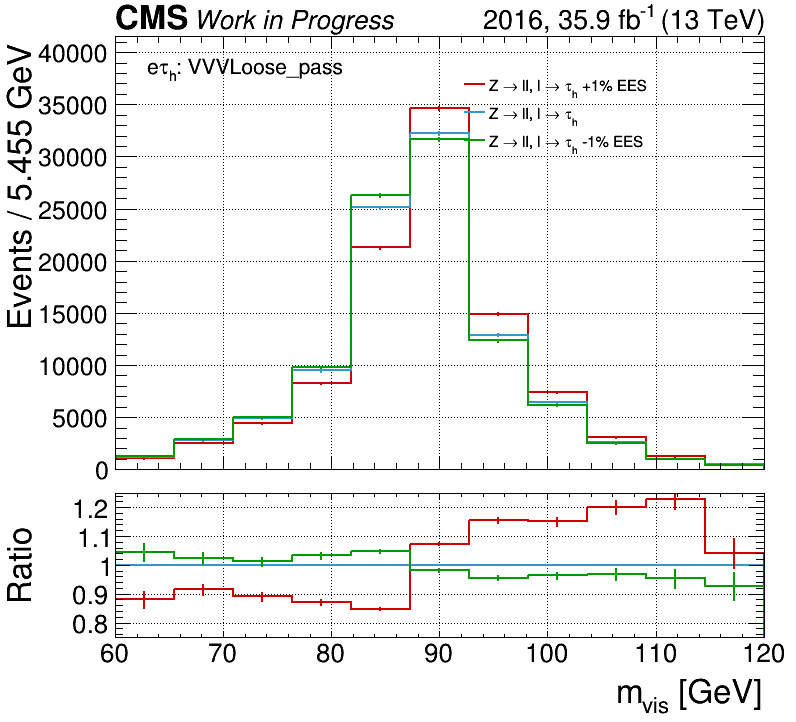 CMS Work in Progress 2016, 35.9 fb⁻¹ (13 TeV)
eτₕ: VVVLoose_pass
Z → ll, l → τₕ +1% EES
Z → ll, l → τₕ
Z → ll, l → τₕ -1% EES
Events / 5.455 GeV
40000
35000
30000
25000
20000
15000
10000
5000
0
Ratio
1.2
1.1
1
0.9
0.8
60 70 80 90 100 110 120
m_vis [GeV]